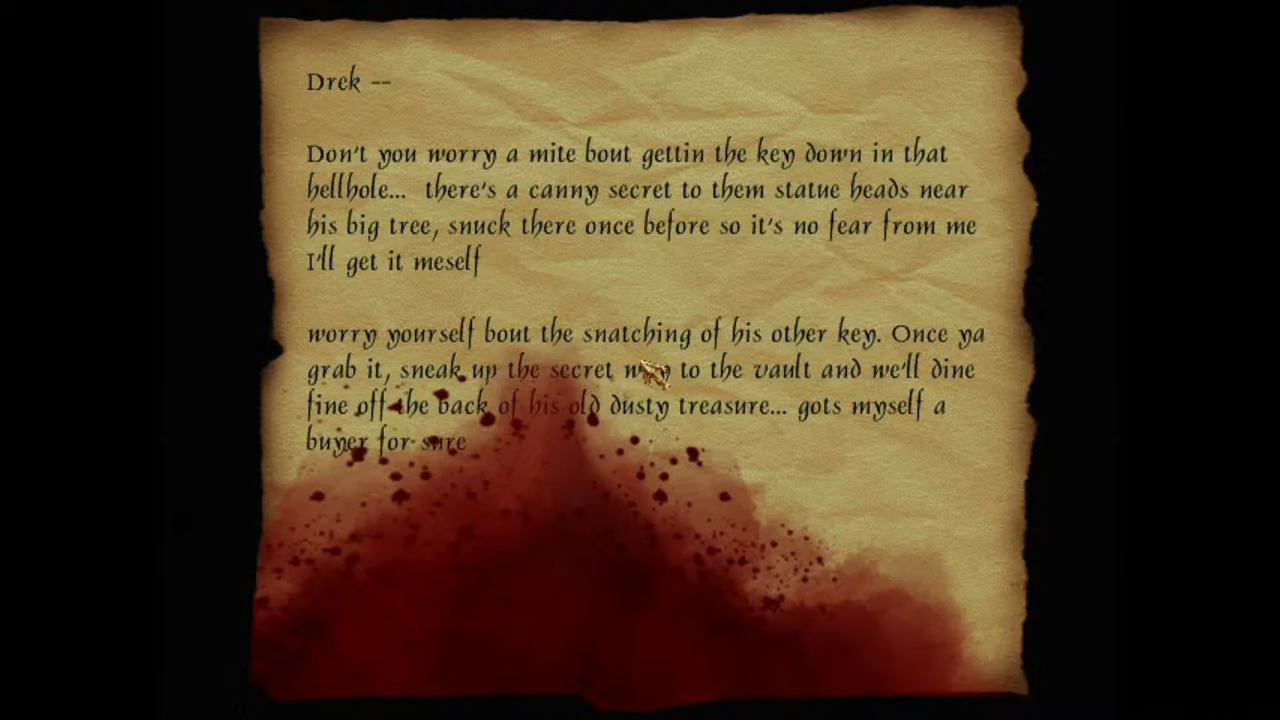 Drek --
Don't you worry a mite bout gettin the key down in that
hellhole... there's a canny secret to them statue heads near
his big tree, snuck there once before so it's no fear from me
I'll get it meself
worry yourself bout the snatching of his other key. Once ya
grab it, sneak up the secret way to the vault and we'll dine
fine off the back of his old dusty treasure... gots myself a
buyer for sure